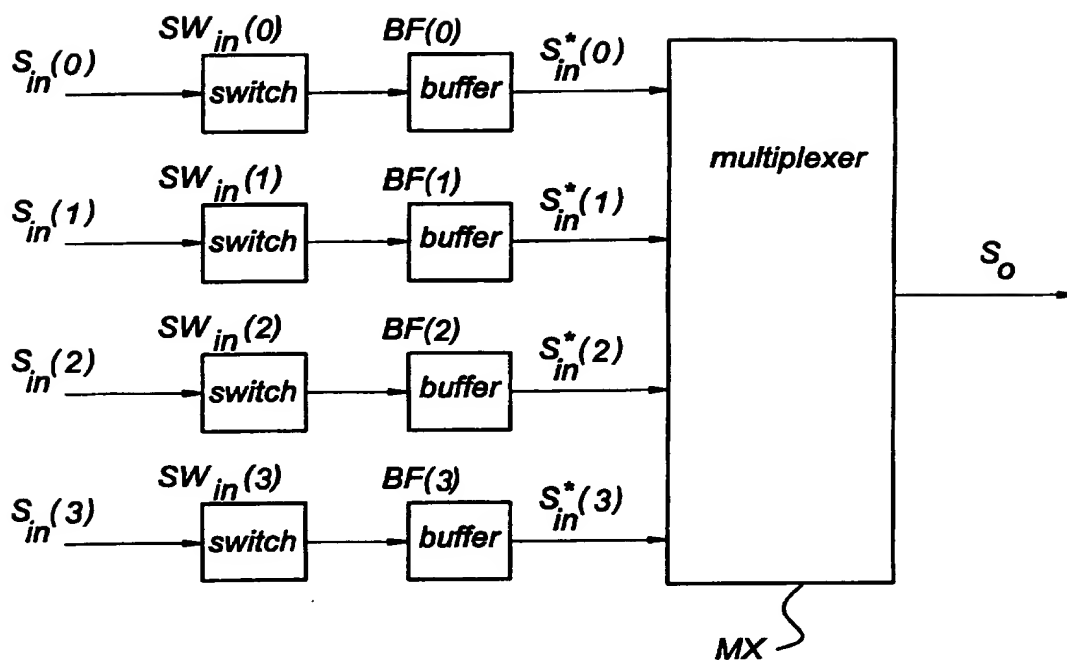 SW_in(0) BF(0) S*_in(0)
S_in(0) switch buffer
multiplexer
SW_in(1) BF(1) S*_in(1)
S_in(1) switch buffer
S_o
SW_in(2) BF(2) S*_in(2)
S_in(2) switch buffer
SW_in(3) BF(3) S*_in(3)
S_in(3) switch buffer
MX